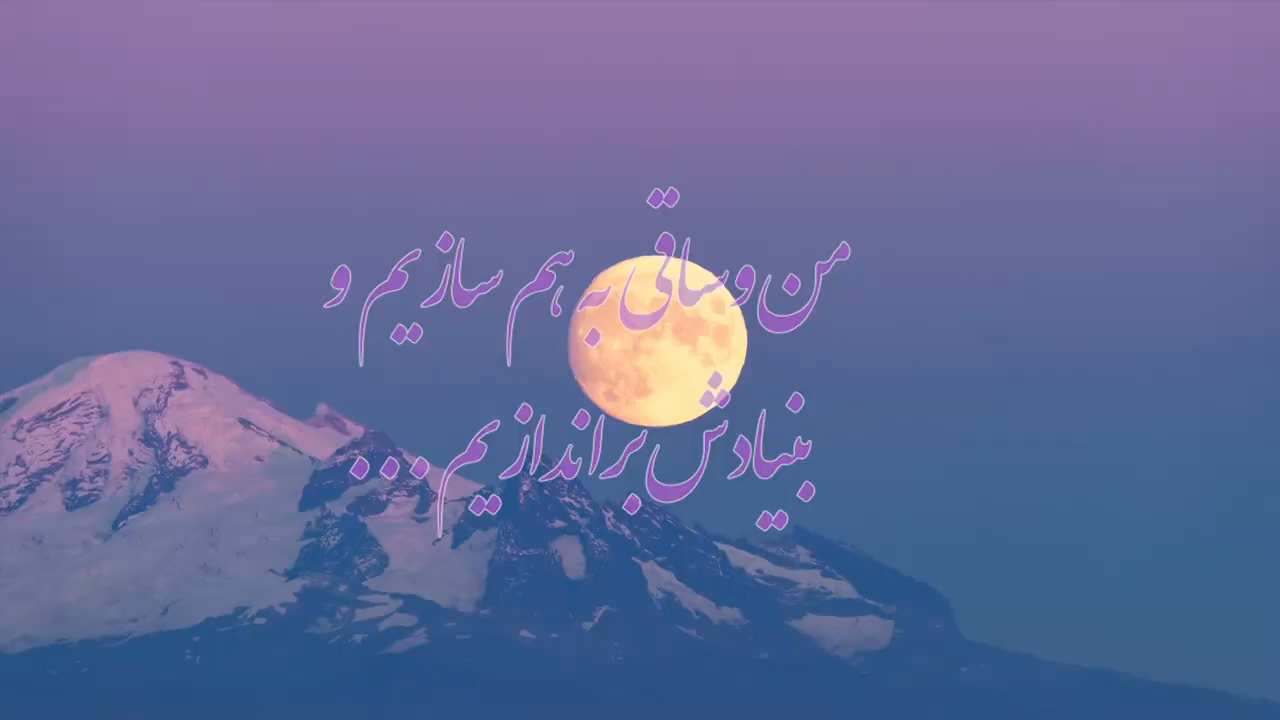 من و ساقی به هم سازیم و
بنیادش براندازیم...